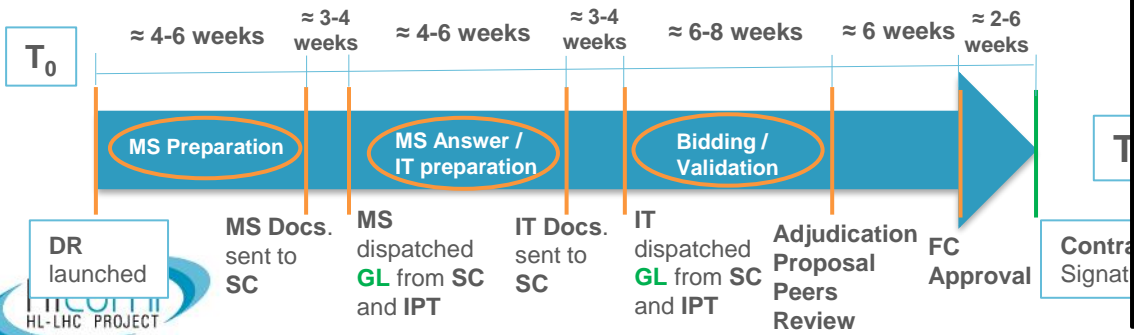 ≈ 4-6 weeks
≈ 3-4
weeks
≈ 4-6 weeks
≈ 3-4
weeks
≈ 6-8 weeks
≈ 6 weeks
≈ 2-6
weeks
T0
MS Preparation
MS Answer /
IT preparation
Bidding /
Validation
T
DR
launched
MS Docs.
sent to
SC
MS
dispatched
GL from SC
and IPT
IT Docs.
sent to
SC
IT
dispatched
GL from SC
and IPT
Adjudication
Proposal
Peers
Review
FC
Approval
HL-LHC PROJECT